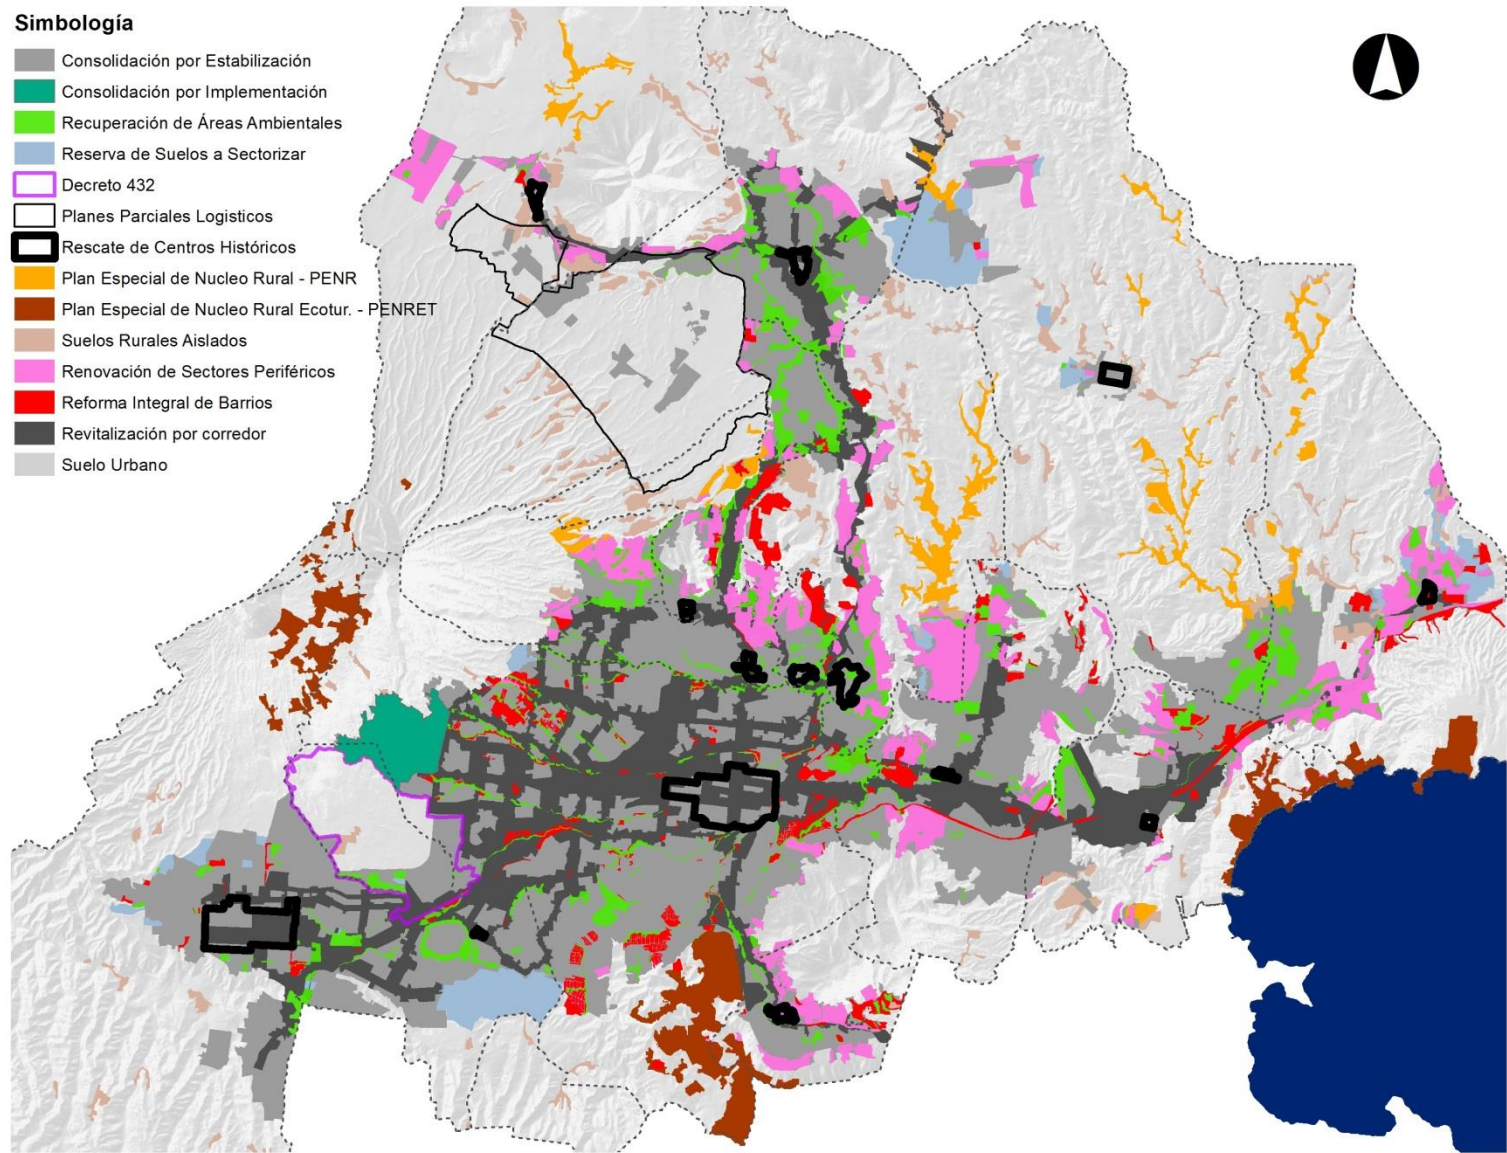 Simbología
Consolidación por Estabilización
Consolidación por Implementación
Recuperación de Áreas Ambientales
Reserva de Suelos a Sectorizar
Decreto 432
Planes Parciales Logisticos
Rescate de Centros Históricos
Plan Especial de Nucleo Rural - PENR
Plan Especial de Nucleo Rural Ecotur. - PENRET
Suelos Rurales Aislados
Renovación de Sectores Periféricos
Reforma Integral de Barrios
Revitalización por corredor
Suelo Urbano